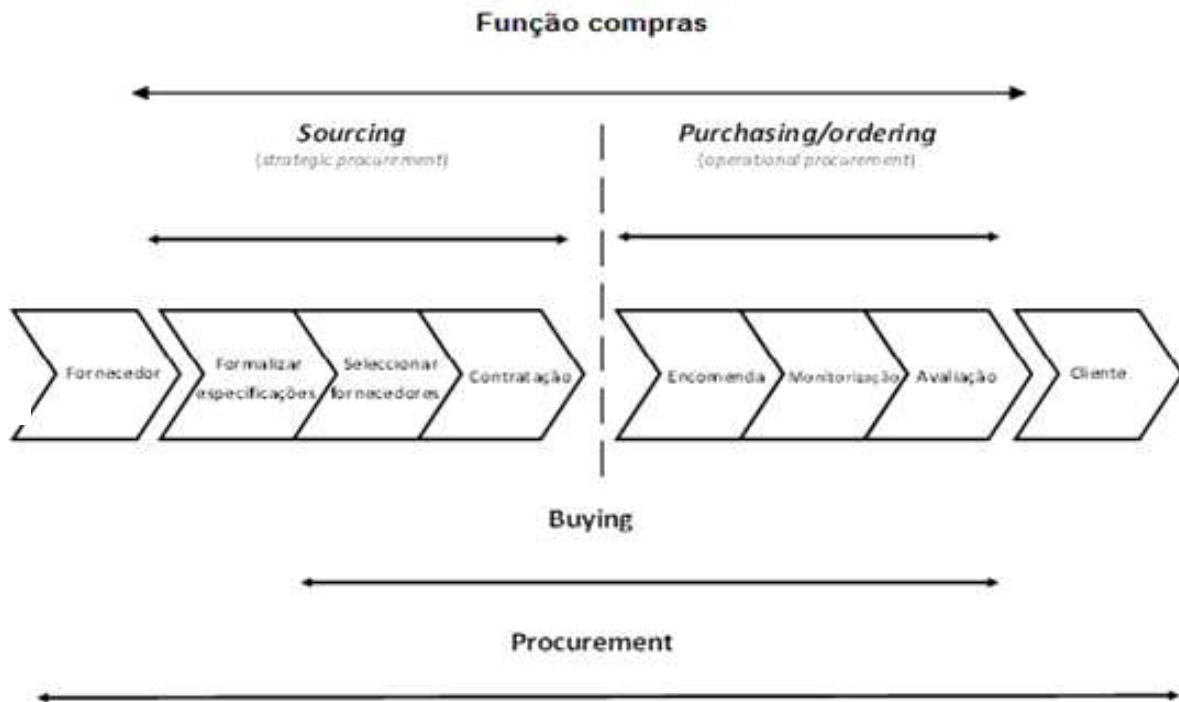 Função compras
Sourcing
(strategic procurement)
Purchasing/ordering
(operational procurement)
Fornecedor
Formalizar
especificações
Seleccionar
fornecedores
Contratação
Encomenda
Monitorização
Avaliação
Cliente
Buying
Procurement